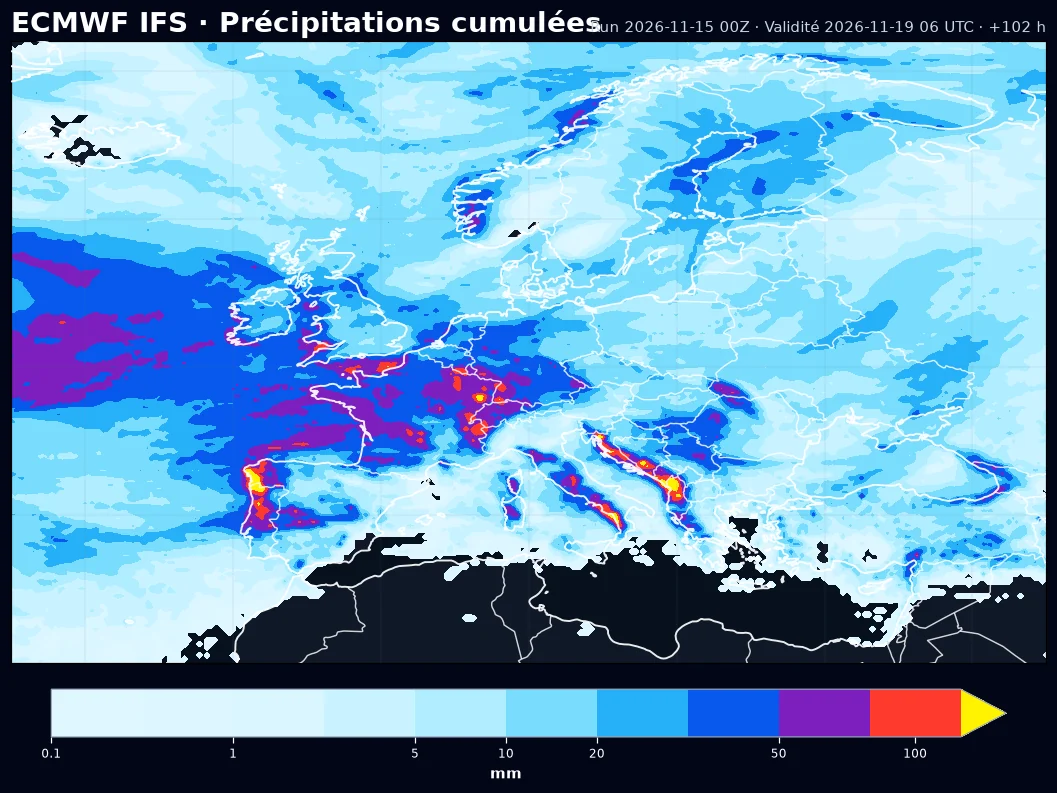 ECMWF IFS · Précipitations cumulées
Run 2026-11-15 00Z · Validité 2026-11-19 06 UTC · +102 h
0.1 1 5 10 20 50 100
mm